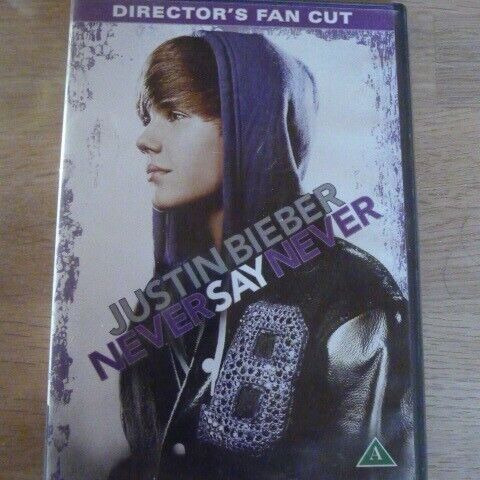 DIRECTOR'S FAN CUT
JUSTIN BIEBER
NEVER SAY NEVER
8
A